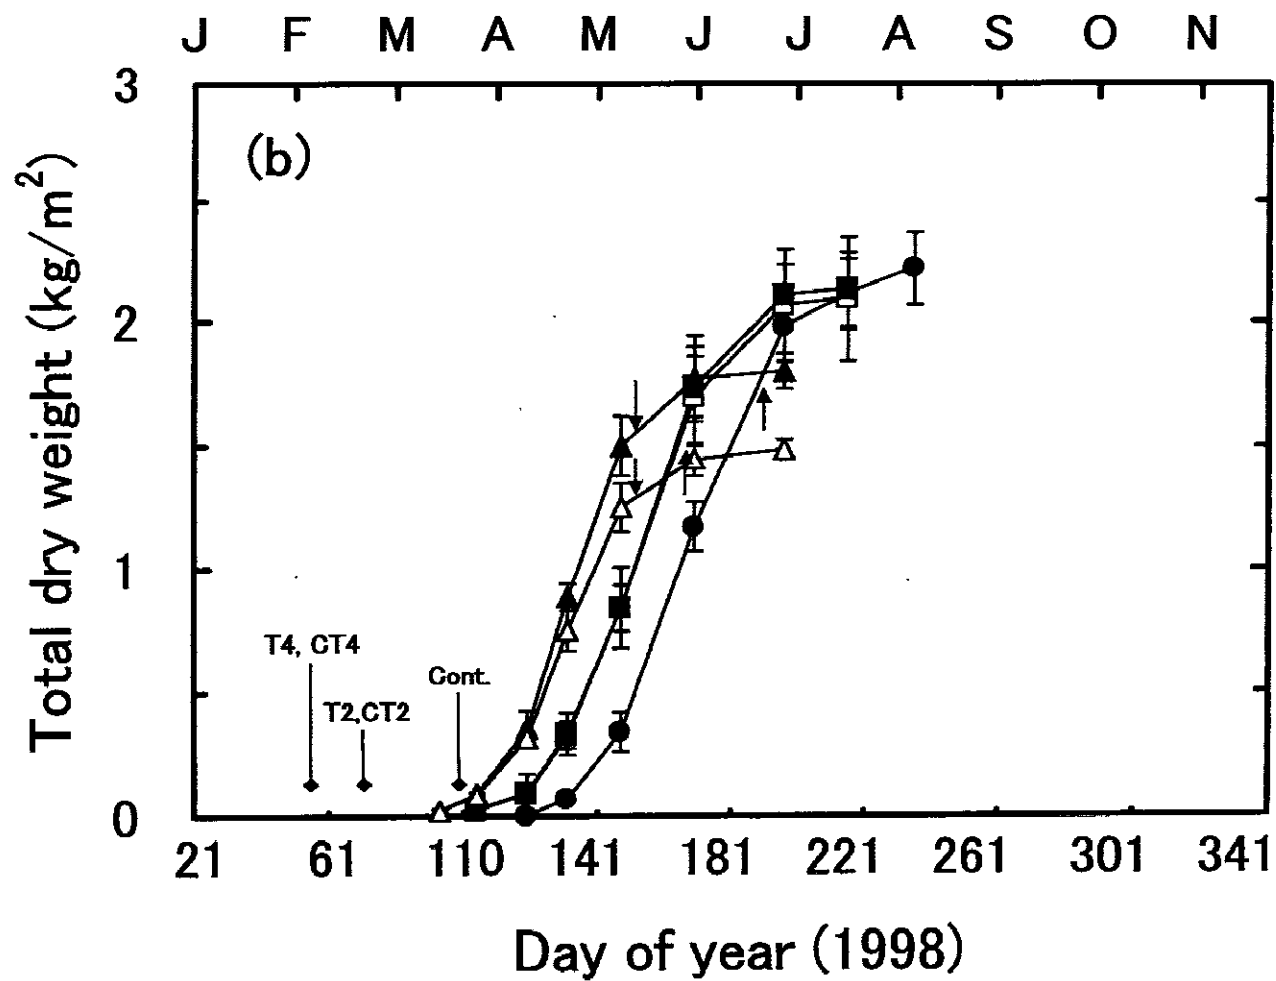 J F M A M J J A S O N
3
(b)
2
1
0
Total dry weight (kg/m²)
T4, CT4
T2,CT2
Cont.
21 61 110 141 181 221 261 301 341
Day of year (1998)